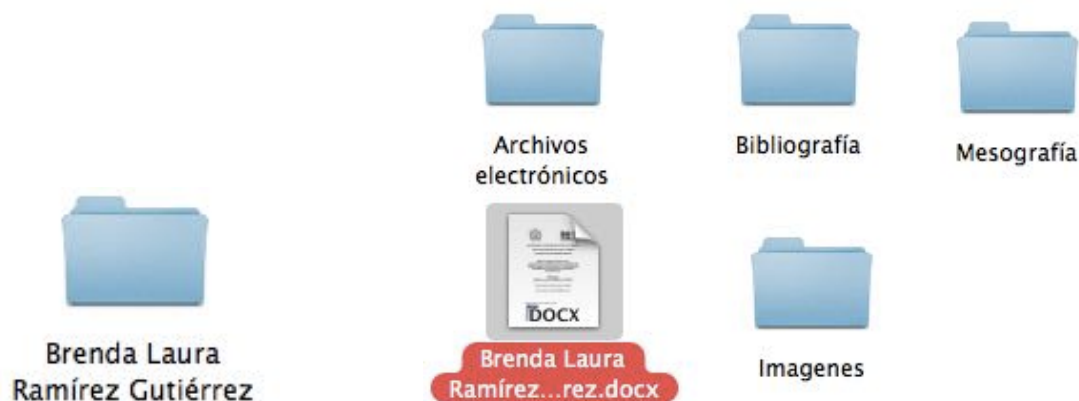 Archivos
electrónicos
Bibliografía
Mesografía
Brenda Laura
Ramírez Gutiérrez
DOCX
Brenda Laura
Ramírez...rez.docx
Imagenes